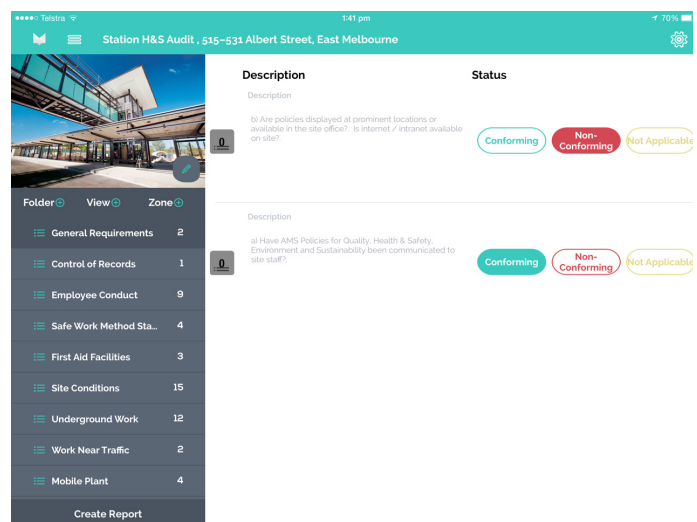 Telstra
1:41 pm
70%
Station H&S Audit , 515–531 Albert Street, East Melbourne
Folder
View
Zone
General Requirements 2
Control of Records 1
Employee Conduct 9
Safe Work Method Sta... 4
First Aid Facilities 3
Site Conditions 15
Underground Work 12
Work Near Traffic 2
Mobile Plant 4
Create Report
Description
Status
Description
b) Are policies displayed at prominent locations or
available in the site office?. Is internet / intranet available
on site?.
0
Conforming
Non-
Conforming
Not Applicable
Description
a) Have AMS Policies for Quality, Health & Safety,
Environment and Sustainability been communicated to
site staff?.
0
Conforming
Non-
Conforming
Not Applicable